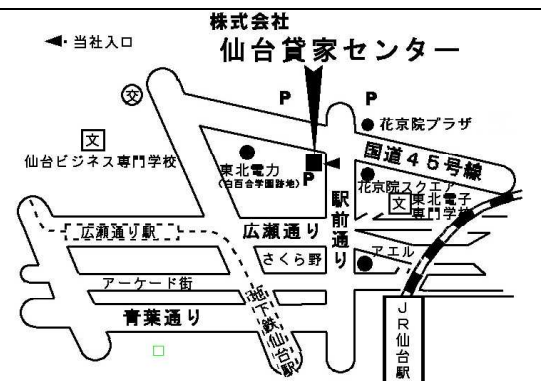 株式会社
仙台貸家センター
◀・当社入口
交
P
P
花京院プラザ
文
仙台ビジネス専門学校
国道45号線
東北電力
(白百合学園跡地)
P
花京院スクエア
文
東北電子
専門学校
駅前通り
広瀬通り駅
広瀬通り
さくら野
アエル
アーケード街
地下鉄仙台駅
青葉通り
JR仙台駅